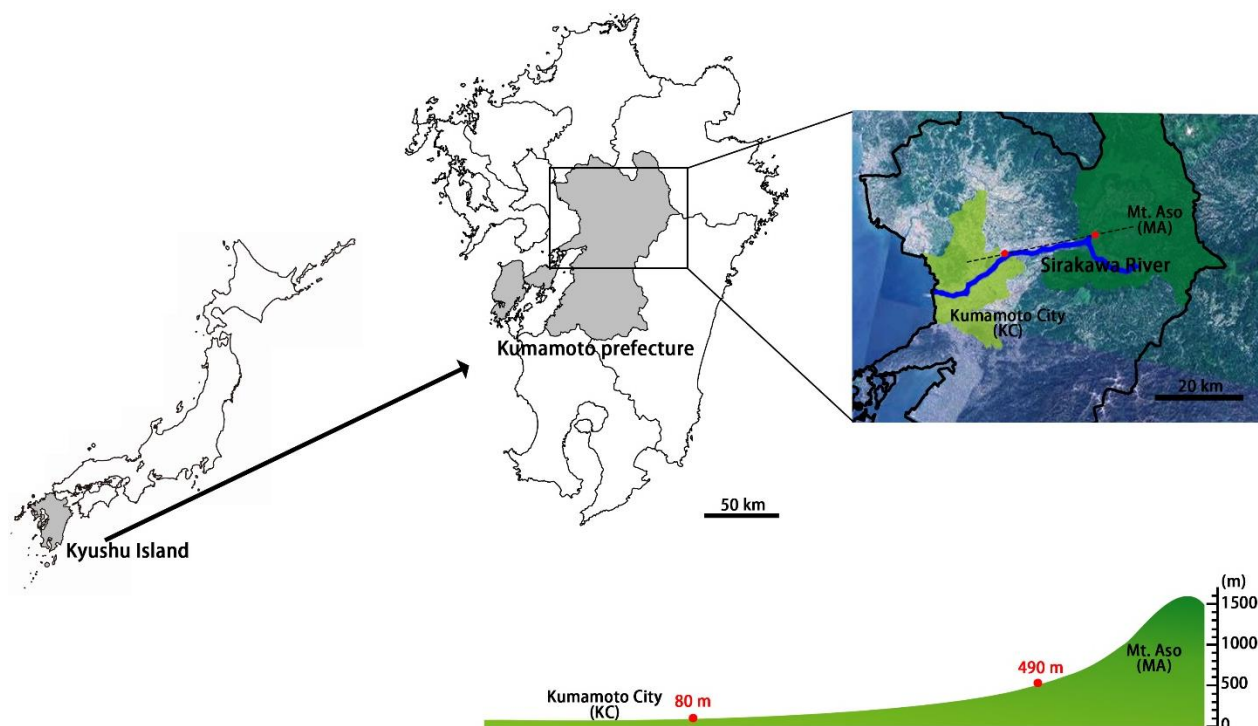 Kyushu Island
Kumamoto prefecture
50 km
Mt. Aso
(MA)
Sirakawa River
Kumamoto City
(KC)
20 km
(m)
1500
1000
500
0
Mt. Aso
(MA)
490 m
80 m
Kumamoto City
(KC)